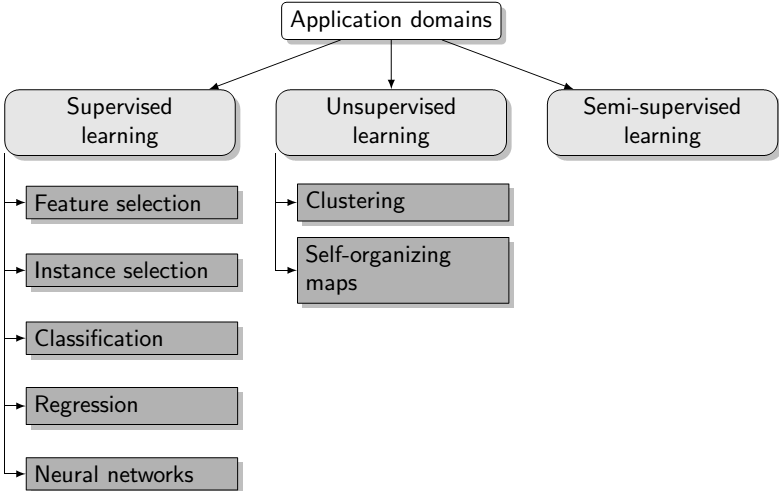 Application domains
Supervised
learning
Unsupervised
learning
Semi-supervised
learning
Feature selection
Instance selection
Classification
Regression
Neural networks
Clustering
Self-organizing
maps